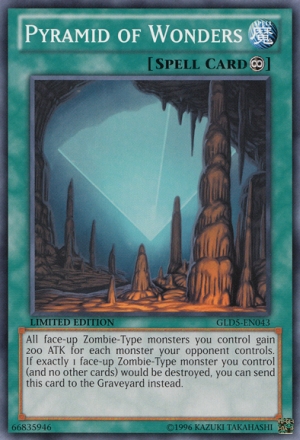 PYRAMID OF WONDERS 魔
[SPELL CARD]
LIMITED EDITION GLD5-EN043
All face-up Zombie-Type monsters you control gain
200 ATK for each monster your opponent controls.
If exactly 1 face-up Zombie-Type monster you control
(and no other cards) would be destroyed, you can send
this card to the Graveyard instead.
66835946 ©1996 KAZUKI TAKAHASHI